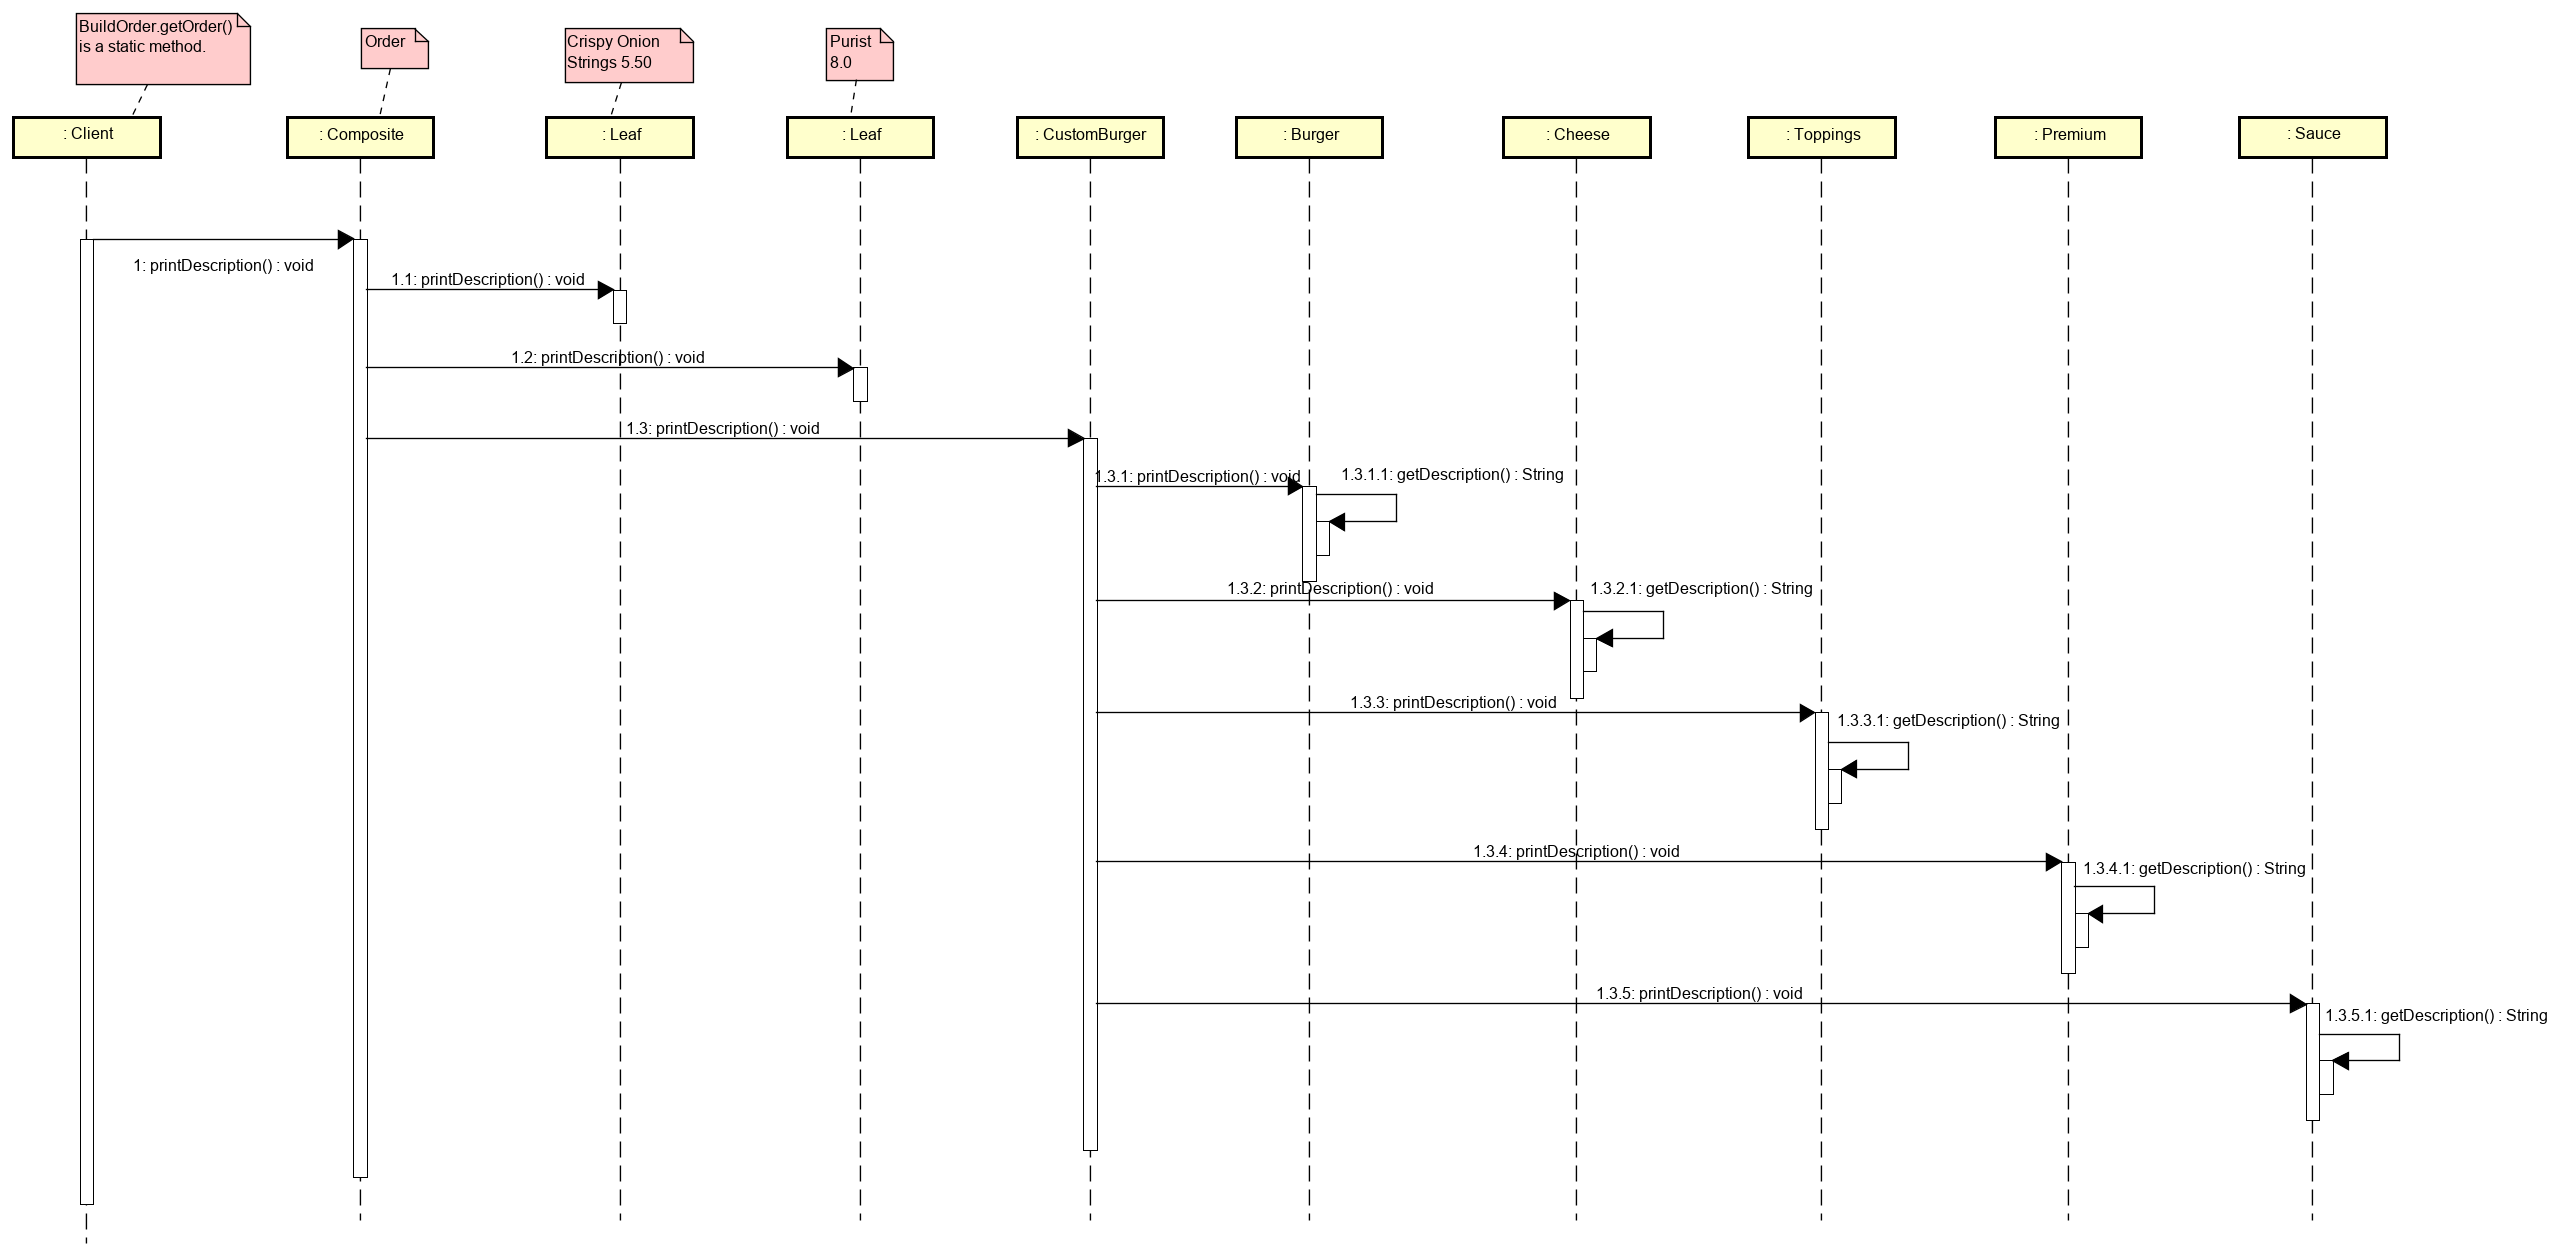 BuildOrder.getOrder()
is a static method.
Order
Crispy Onion
Strings 5.50
Purist
8.0
: Client
: Composite
: Leaf
: Leaf
: CustomBurger
: Burger
: Cheese
: Toppings
: Premium
: Sauce
1: printDescription() : void
1.1: printDescription() : void
1.2: printDescription() : void
1.3: printDescription() : void
1.3.1: printDescription() : void
1.3.1.1: getDescription() : String
1.3.2: printDescription() : void
1.3.2.1: getDescription() : String
1.3.3: printDescription() : void
1.3.3.1: getDescription() : String
1.3.4: printDescription() : void
1.3.4.1: getDescription() : String
1.3.5: printDescription() : void
1.3.5.1: getDescription() : String